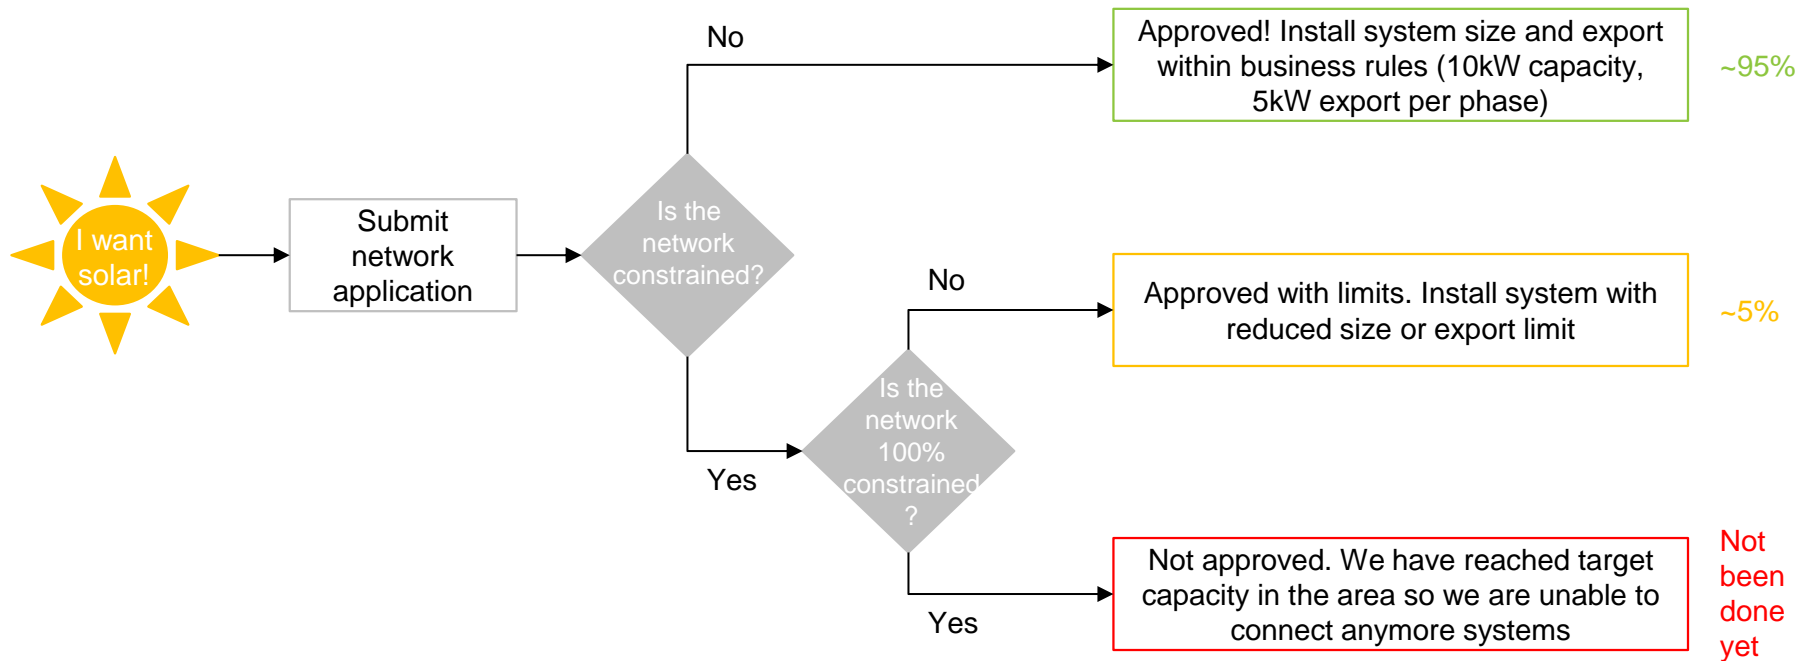 No
Approved! Install system size and export
within business rules (10kW capacity,
5kW export per phase)
~95%
I want
solar!
Submit
network
application
Is the
network
constrained?
No
Approved with limits. Install system with
reduced size or export limit
~5%
Yes
Is the
network
100%
constrained
?
Yes
Not approved. We have reached target
capacity in the area so we are unable to
connect anymore systems
Not
been
done
yet